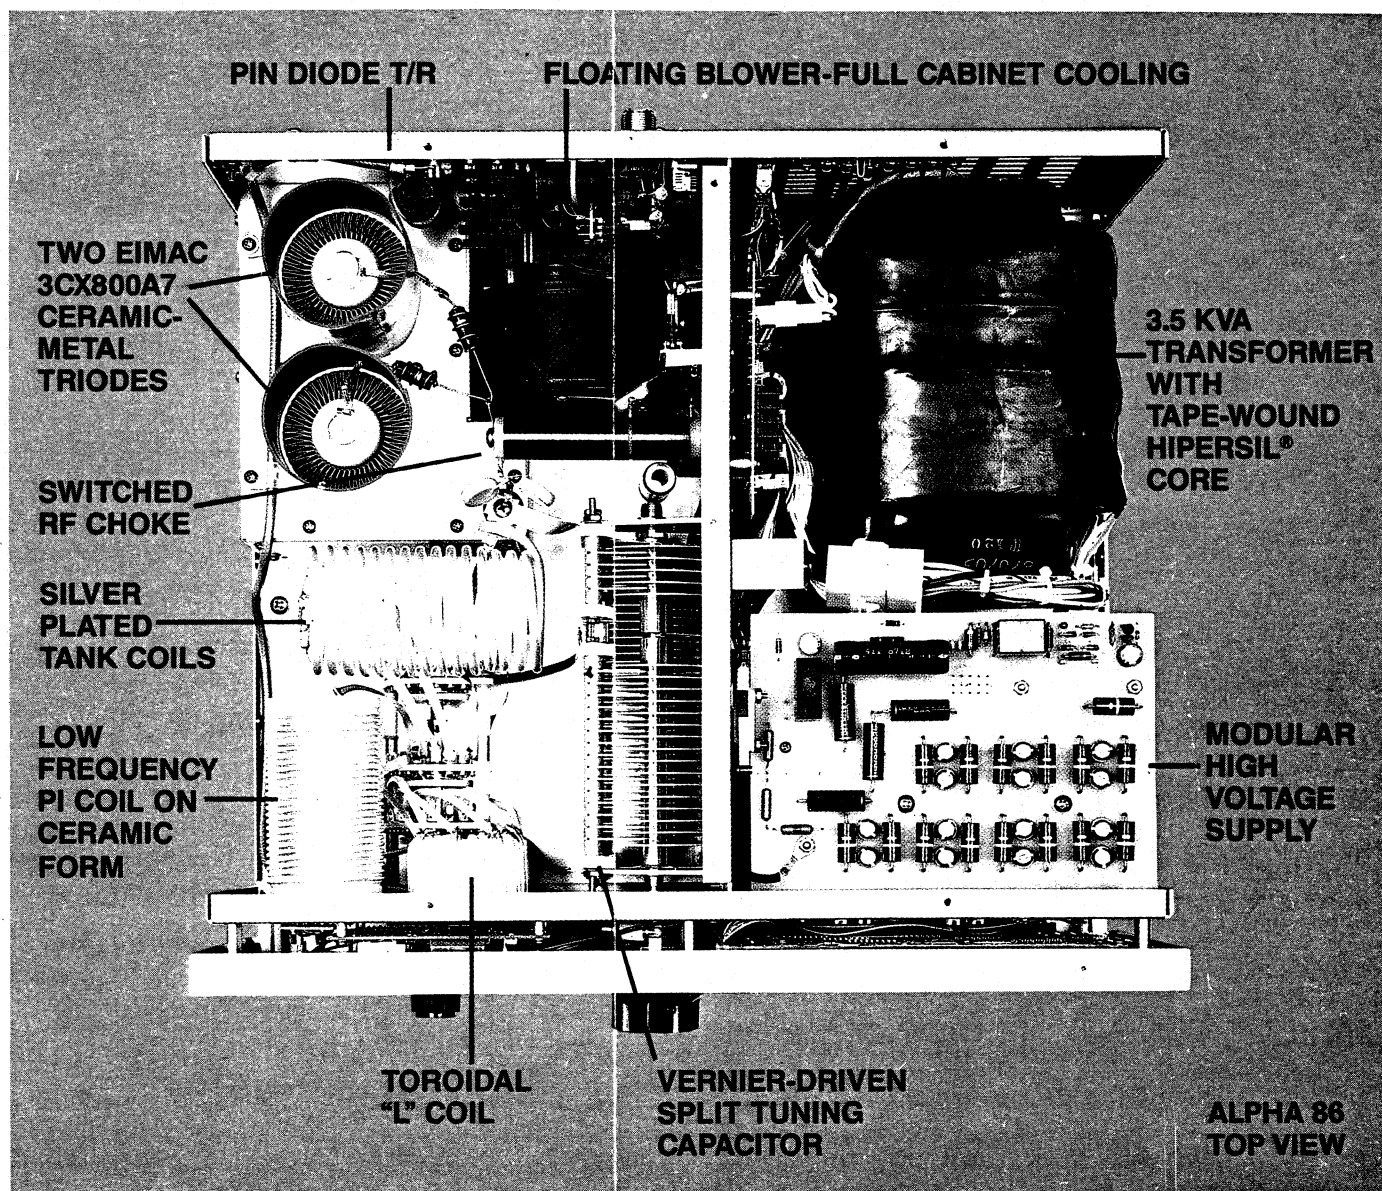 PIN DIODE T/R
FLOATING BLOWER-FULL CABINET COOLING
TWO EIMAC
3CX800A7
CERAMIC-
METAL
TRIODES
3.5 KVA
TRANSFORMER
WITH
TAPE-WOUND
HIPERSIL®
CORE
SWITCHED
RF CHOKE
SILVER
PLATED
TANK COILS
LOW
FREQUENCY
PI COIL ON
CERAMIC
FORM
MODULAR
HIGH
VOLTAGE
SUPPLY
TOROIDAL
"L" COIL
VERNIER-DRIVEN
SPLIT TUNING
CAPACITOR
ALPHA 86
TOP VIEW